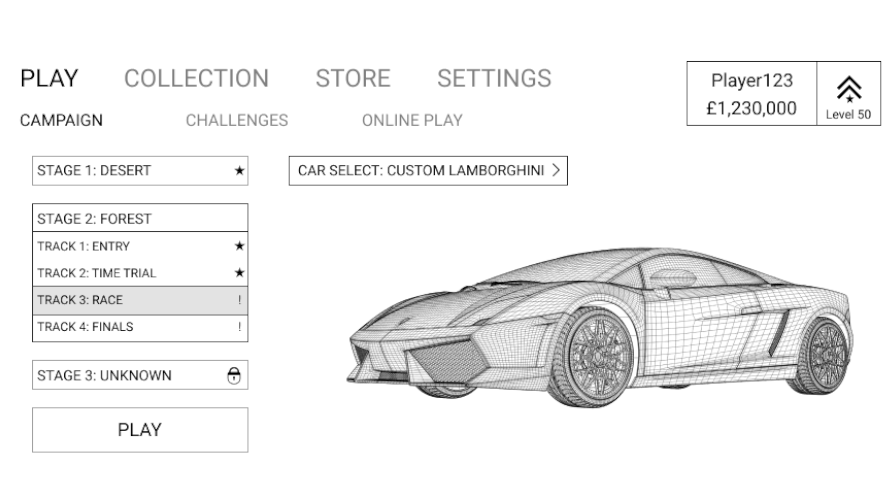 PLAY COLLECTION STORE SETTINGS
Player123
£1,230,000
Level 50
CAMPAIGN CHALLENGES ONLINE PLAY
STAGE 1: DESERT
CAR SELECT: CUSTOM LAMBORGHINI
STAGE 2: FOREST
TRACK 1: ENTRY
TRACK 2: TIME TRIAL
TRACK 3: RACE !
TRACK 4: FINALS !
STAGE 3: UNKNOWN
PLAY